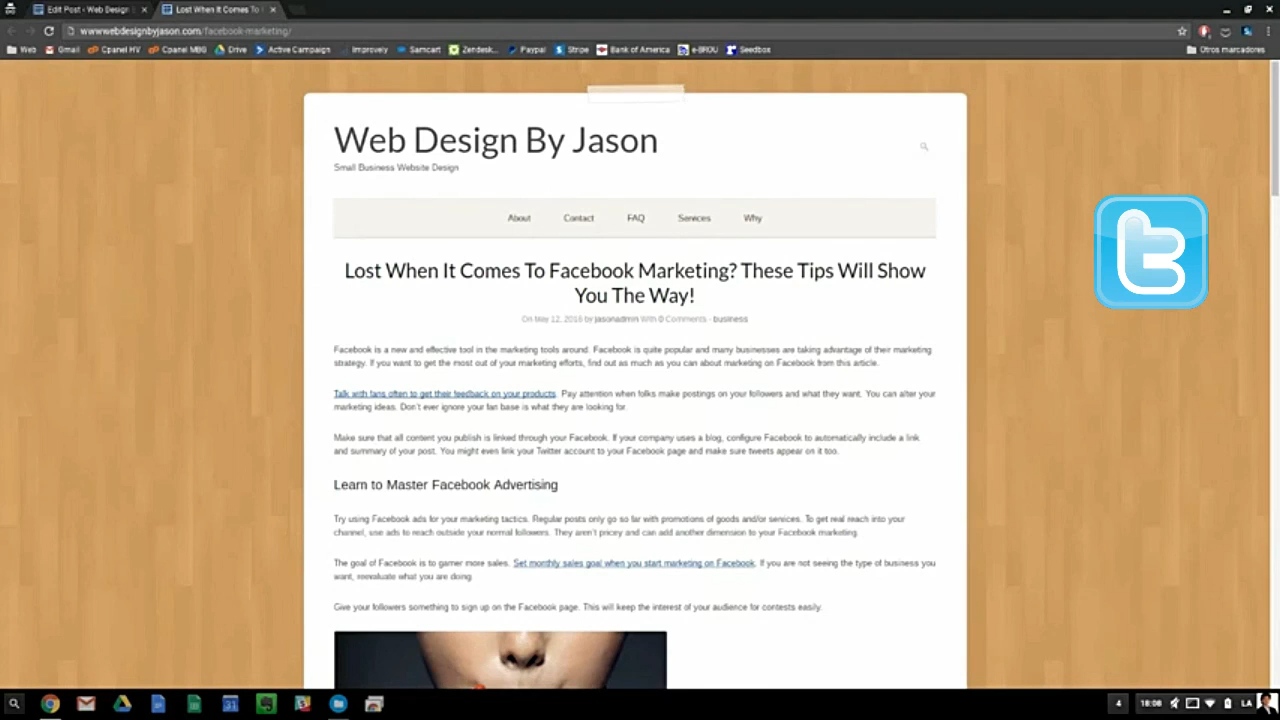 Edit Post ‹ Web Design
Lost When It Comes To
www.webdesignbyjason.com/facebook-marketing/
Web Gmail Cpanel HV Cpanel MBG Drive Active Campaign Improvely Samcart Zendesk... Paypal Stripe Bank of America e-BROU Seedbox Otros marcadores
Web Design By Jason
Small Business Website Design
About Contact FAQ Services Why
Lost When It Comes To Facebook Marketing? These Tips Will Show
You The Way!
On May 12, 2016 by jasonadmin With 0 Comments - business
Facebook is a new and effective tool in the marketing tools around. Facebook is quite popular and many businesses are taking advantage of their marketing
strategy. If you want to get the most out of your marketing efforts, find out as much as you can about marketing on Facebook from this article.
Talk with fans often to get their feedback on your products. Pay attention when folks make postings on your followers and what they want. You can alter your
marketing ideas. Don't ever ignore your fan base is what they are looking for.
Make sure that all content you publish is linked through your Facebook. If your company uses a blog, configure Facebook to automatically include a link
and summary of your post. You might even link your Twitter account to your Facebook page and make sure tweets appear on it too.
Learn to Master Facebook Advertising
Try using Facebook ads for your marketing tactics. Regular posts only go so far with promotions of goods and/or services. To get real reach into your
channel, use ads to reach outside your normal followers. They aren't pricey and can add another dimension to your Facebook marketing.
The goal of Facebook is to garner more sales. Set monthly sales goal when you start marketing on Facebook. If you are not seeing the type of business you
want, reevaluate what you are doing.
Give your followers something to sign up on the Facebook page. This will keep the interest of your audience for contests easily.
t
31
4 18:08 LA